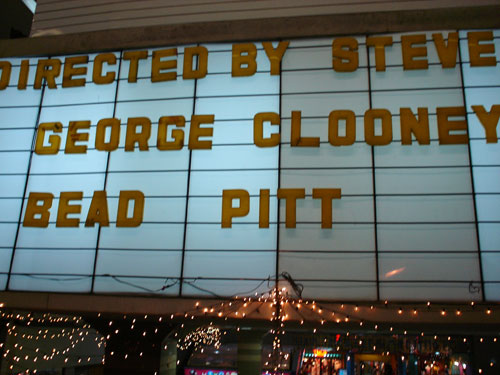 DIRECTED BY STEVE
GEORGE CLOONEY
BEAD PITT